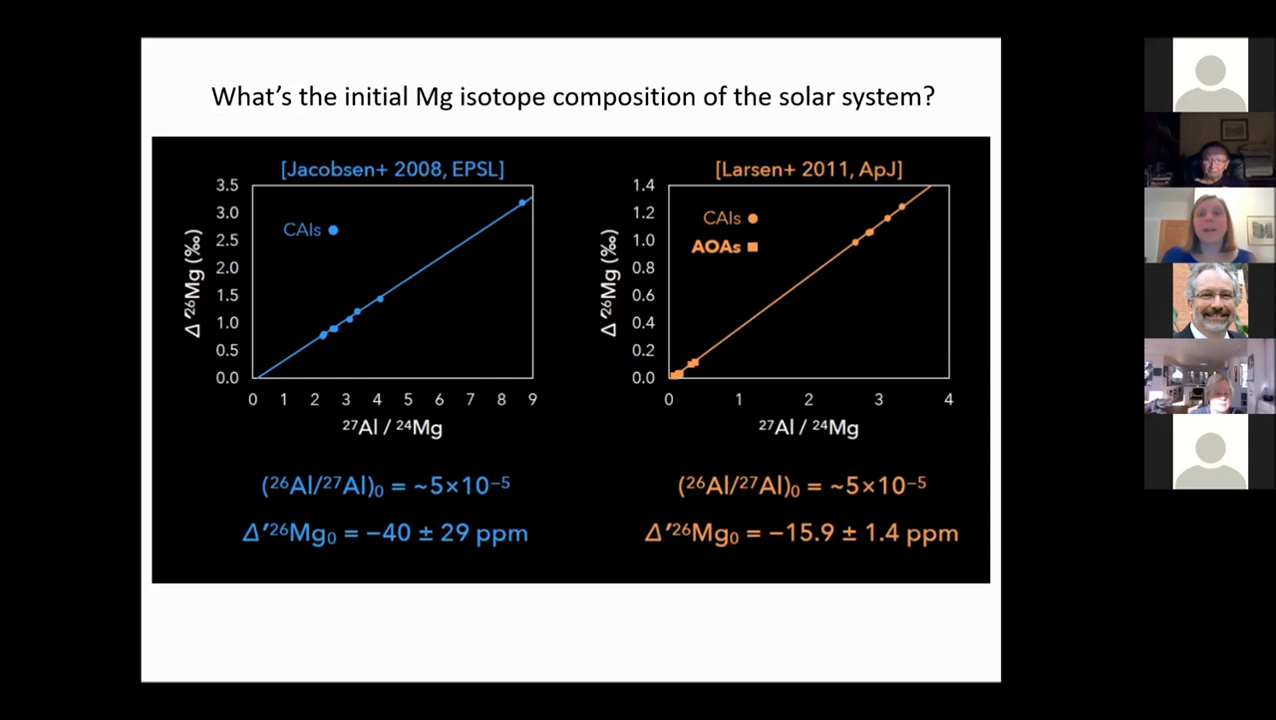 What's the initial Mg isotope composition of the solar system?
[Jacobsen+ 2008, EPSL]
3.5
3.0
2.5
2.0
1.5
1.0
0.5
0.0
Δ′²⁶Mg (‰)
CAIs
0 1 2 3 4 5 6 7 8 9
²⁷Al / ²⁴Mg
(²⁶Al/²⁷Al)₀ = ~5×10⁻⁵
Δ′²⁶Mg₀ = −40 ± 29 ppm
[Larsen+ 2011, ApJ]
1.4
1.2
1.0
0.8
0.6
0.4
0.2
0.0
Δ′²⁶Mg (‰)
CAIs
AOAs
0 1 2 3 4
²⁷Al / ²⁴Mg
(²⁶Al/²⁷Al)₀ = ~5×10⁻⁵
Δ′²⁶Mg₀ = −15.9 ± 1.4 ppm